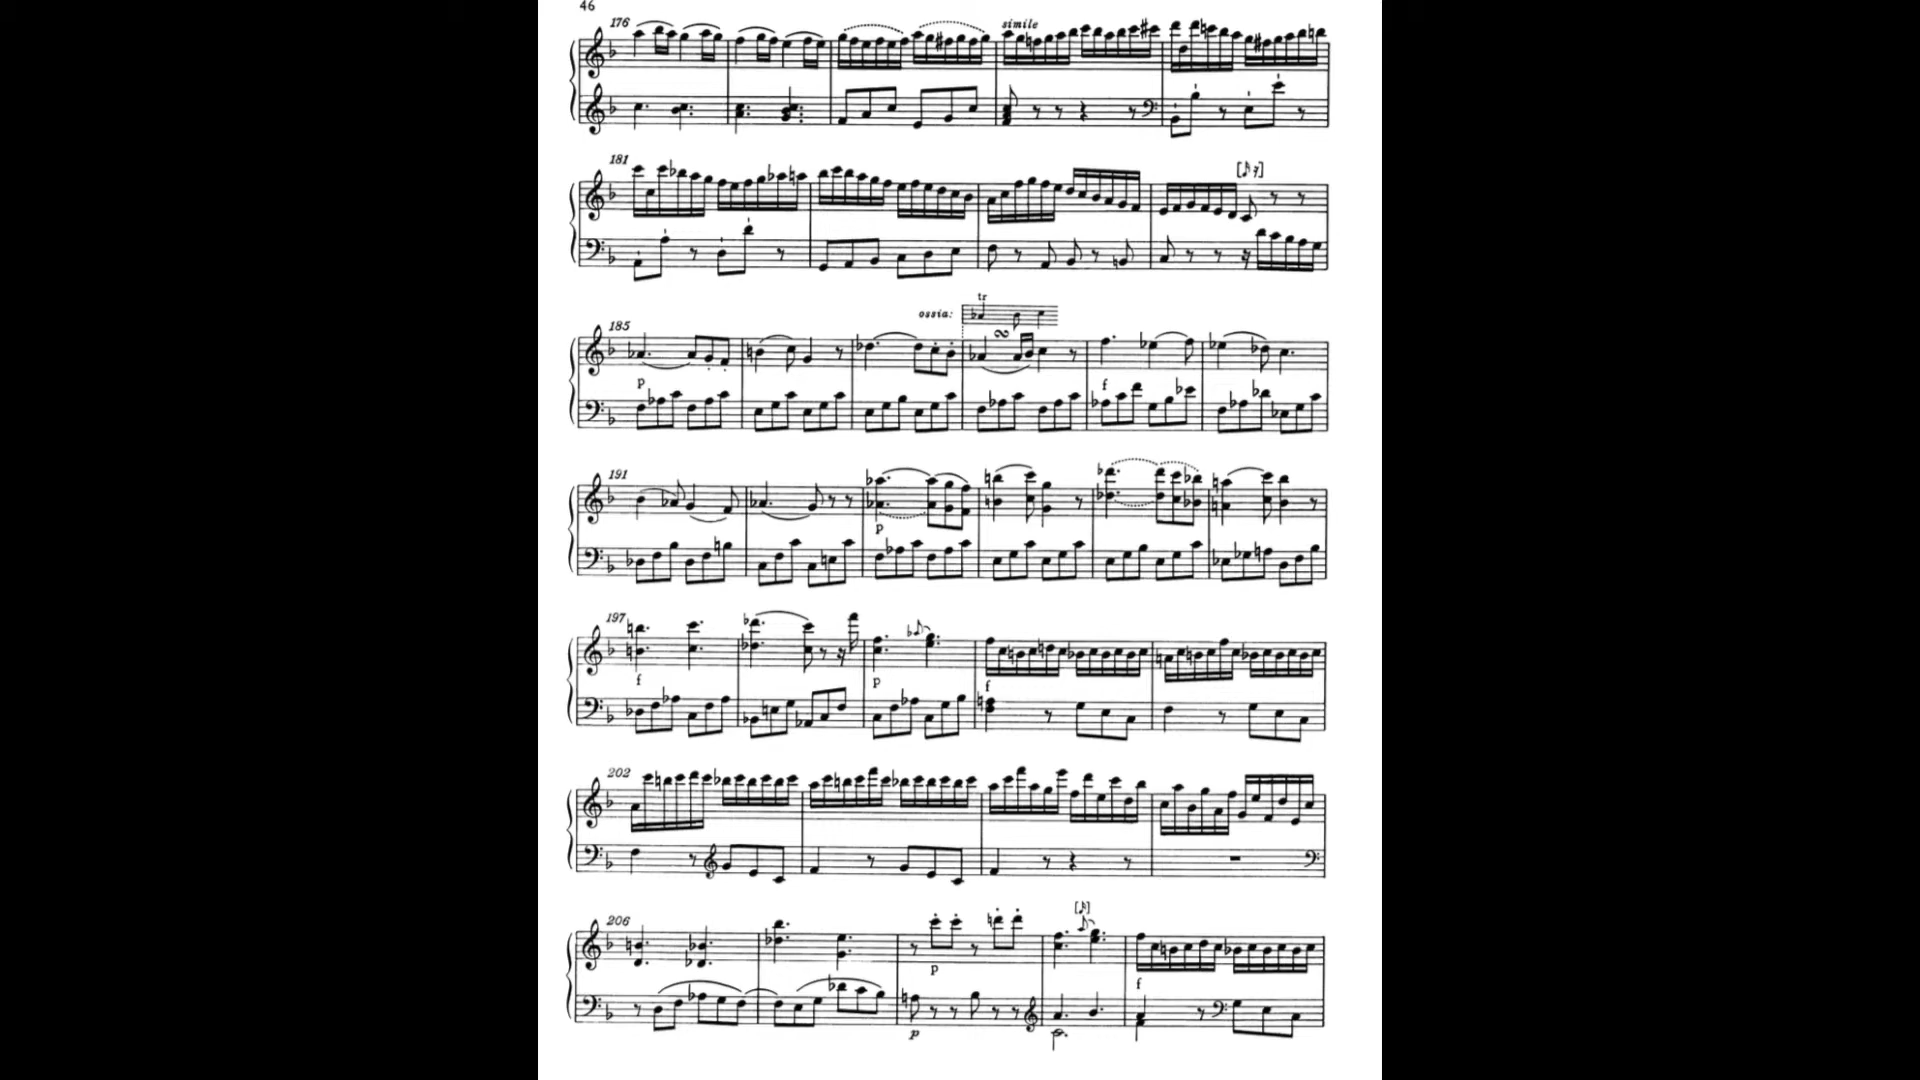 46
176
simile
181
[𝅘𝅥𝅮 𝄾]
tr
ossia:
185
p
f
191
p
197
f
p
f
202
206
[𝅘𝅥𝅯]
p
f
p